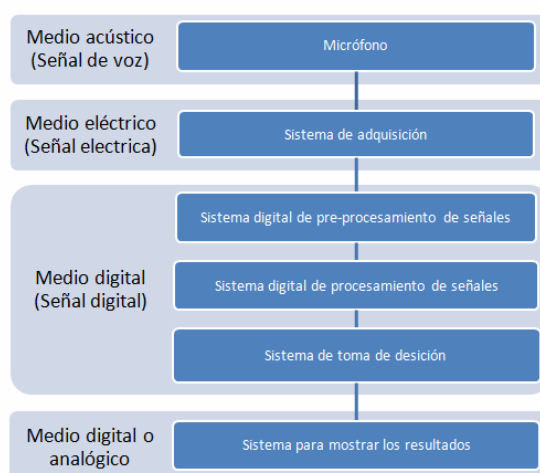 Medio acústico
(Señal de voz)
Micrófono
Medio eléctrico
(Señal electrica)
Sistema de adquisición
Sistema digital de pre-procesamiento de señales
Medio digital
(Señal digital)
Sistema digital de procesamiento de señales
Sistema de toma de desición
Medio digital o
analógico
Sistema para mostrar los resultados